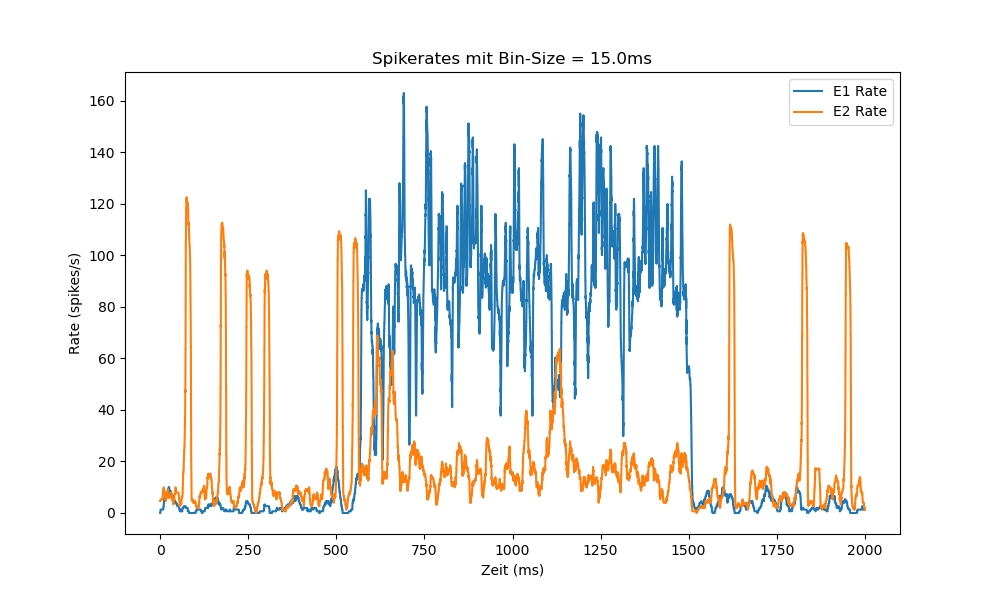 Spikerates mit Bin-Size = 15.0ms
E1 Rate
E2 Rate
Rate (spikes/s)
160
140
120
100
80
60
40
20
0
0 250 500 750 1000 1250 1500 1750 2000
Zeit (ms)